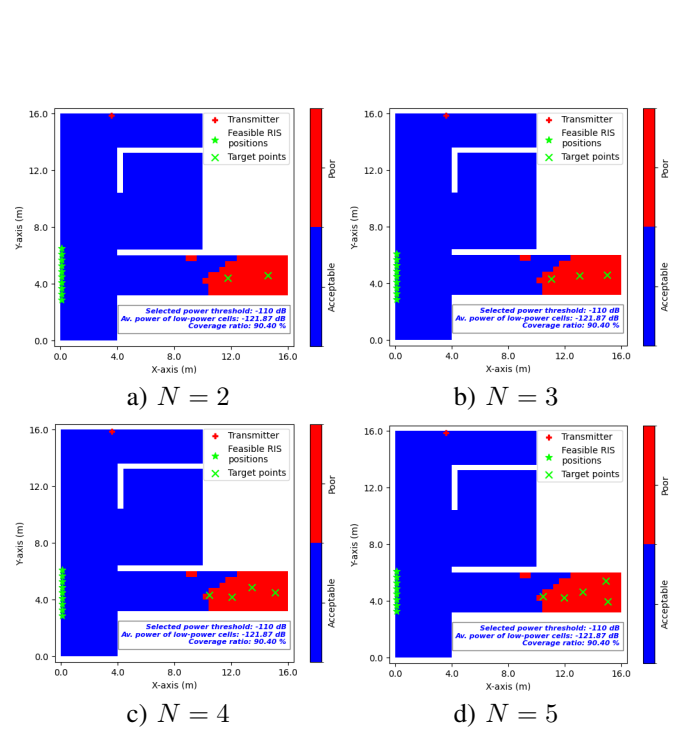 16.0
12.0
8.0
4.0
0.0
Y-axis (m)
0.0 4.0 8.0 12.0 16.0
X-axis (m)
Transmitter
Feasible RIS
positions
Target points
Selected power threshold: -110 dB
Av. power of low-power cells: -121.87 dB
Coverage ratio: 90.40 %
Poor
Acceptable
a) N = 2
16.0
12.0
8.0
4.0
0.0
Y-axis (m)
0.0 4.0 8.0 12.0 16.0
X-axis (m)
Transmitter
Feasible RIS
positions
Target points
Selected power threshold: -110 dB
Av. power of low-power cells: -121.87 dB
Coverage ratio: 90.40 %
Poor
Acceptable
b) N = 3
16.0
12.0
8.0
4.0
0.0
Y-axis (m)
0.0 4.0 8.0 12.0 16.0
X-axis (m)
Transmitter
Feasible RIS
positions
Target points
Selected power threshold: -110 dB
Av. power of low-power cells: -121.87 dB
Coverage ratio: 90.40 %
Poor
Acceptable
c) N = 4
16.0
12.0
8.0
4.0
0.0
Y-axis (m)
0.0 4.0 8.0 12.0 16.0
X-axis (m)
Transmitter
Feasible RIS
positions
Target points
Selected power threshold: -110 dB
Av. power of low-power cells: -121.87 dB
Coverage ratio: 90.40 %
Poor
Acceptable
d) N = 5